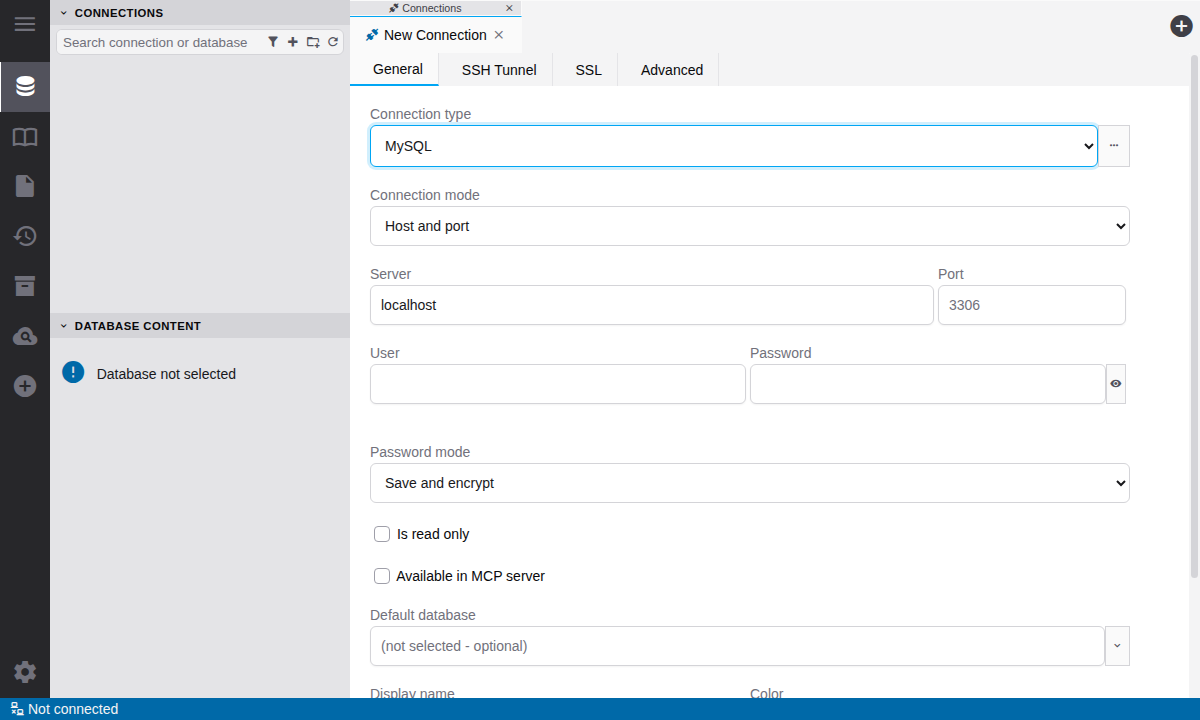 CONNECTIONS
Search connection or database
Connections
New Connection
General
SSH Tunnel
SSL
Advanced
Connection type
MySQL
Connection mode
Host and port
Server
Port
localhost
3306
User
Password
Password mode
Save and encrypt
Is read only
Available in MCP server
Default database
(not selected - optional)
Display name
Color
DATABASE CONTENT
Database not selected
Not connected